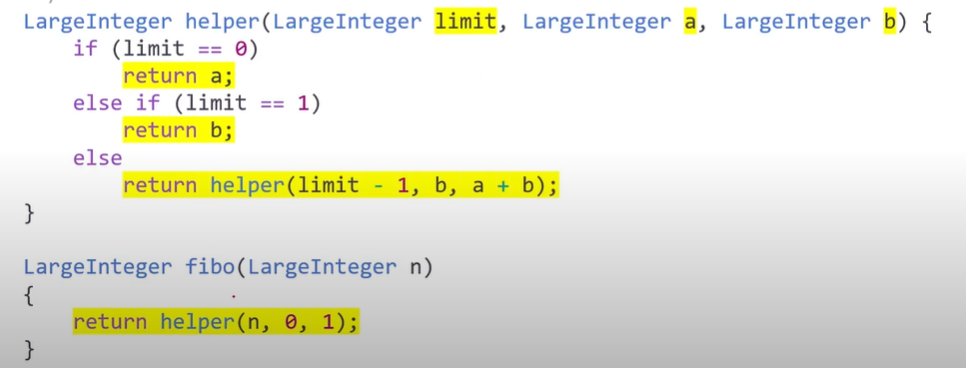 LargeInteger helper(LargeInteger limit, LargeInteger a, LargeInteger b) {
    if (limit == 0)
        return a;
    else if (limit == 1)
        return b;
    else
        return helper(limit - 1, b, a + b);
}
LargeInteger fibo(LargeInteger n)
{
    return helper(n, 0, 1);
}